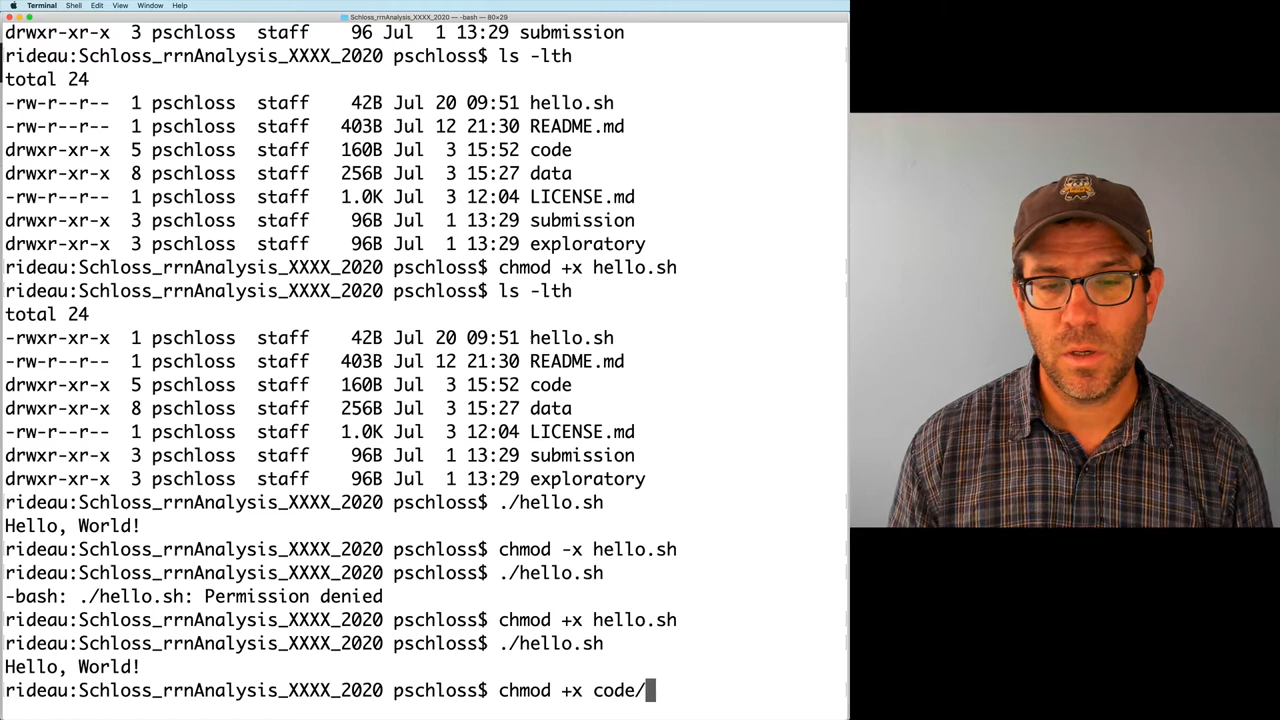 Terminal Shell Edit View Window Help
Schloss_rrnAnalysis_XXXX_2020 — -bash — 80×29
drwxr-xr-x  3 pschloss  staff    96 Jul  1 13:29 submission
rideau:Schloss_rrnAnalysis_XXXX_2020 pschloss$ ls -lth
total 24
-rw-r--r--  1 pschloss  staff    42B Jul 20 09:51 hello.sh
-rw-r--r--  1 pschloss  staff   403B Jul 12 21:30 README.md
drwxr-xr-x  5 pschloss  staff   160B Jul  3 15:52 code
drwxr-xr-x  8 pschloss  staff   256B Jul  3 15:27 data
-rw-r--r--  1 pschloss  staff   1.0K Jul  3 12:04 LICENSE.md
drwxr-xr-x  3 pschloss  staff    96B Jul  1 13:29 submission
drwxr-xr-x  3 pschloss  staff    96B Jul  1 13:29 exploratory
rideau:Schloss_rrnAnalysis_XXXX_2020 pschloss$ chmod +x hello.sh
rideau:Schloss_rrnAnalysis_XXXX_2020 pschloss$ ls -lth
total 24
-rwxr-xr-x  1 pschloss  staff    42B Jul 20 09:51 hello.sh
-rw-r--r--  1 pschloss  staff   403B Jul 12 21:30 README.md
drwxr-xr-x  5 pschloss  staff   160B Jul  3 15:52 code
drwxr-xr-x  8 pschloss  staff   256B Jul  3 15:27 data
-rw-r--r--  1 pschloss  staff   1.0K Jul  3 12:04 LICENSE.md
drwxr-xr-x  3 pschloss  staff    96B Jul  1 13:29 submission
drwxr-xr-x  3 pschloss  staff    96B Jul  1 13:29 exploratory
rideau:Schloss_rrnAnalysis_XXXX_2020 pschloss$ ./hello.sh
Hello, World!
rideau:Schloss_rrnAnalysis_XXXX_2020 pschloss$ chmod -x hello.sh
rideau:Schloss_rrnAnalysis_XXXX_2020 pschloss$ ./hello.sh
-bash: ./hello.sh: Permission denied
rideau:Schloss_rrnAnalysis_XXXX_2020 pschloss$ chmod +x hello.sh
rideau:Schloss_rrnAnalysis_XXXX_2020 pschloss$ ./hello.sh
Hello, World!
rideau:Schloss_rrnAnalysis_XXXX_2020 pschloss$ chmod +x code/